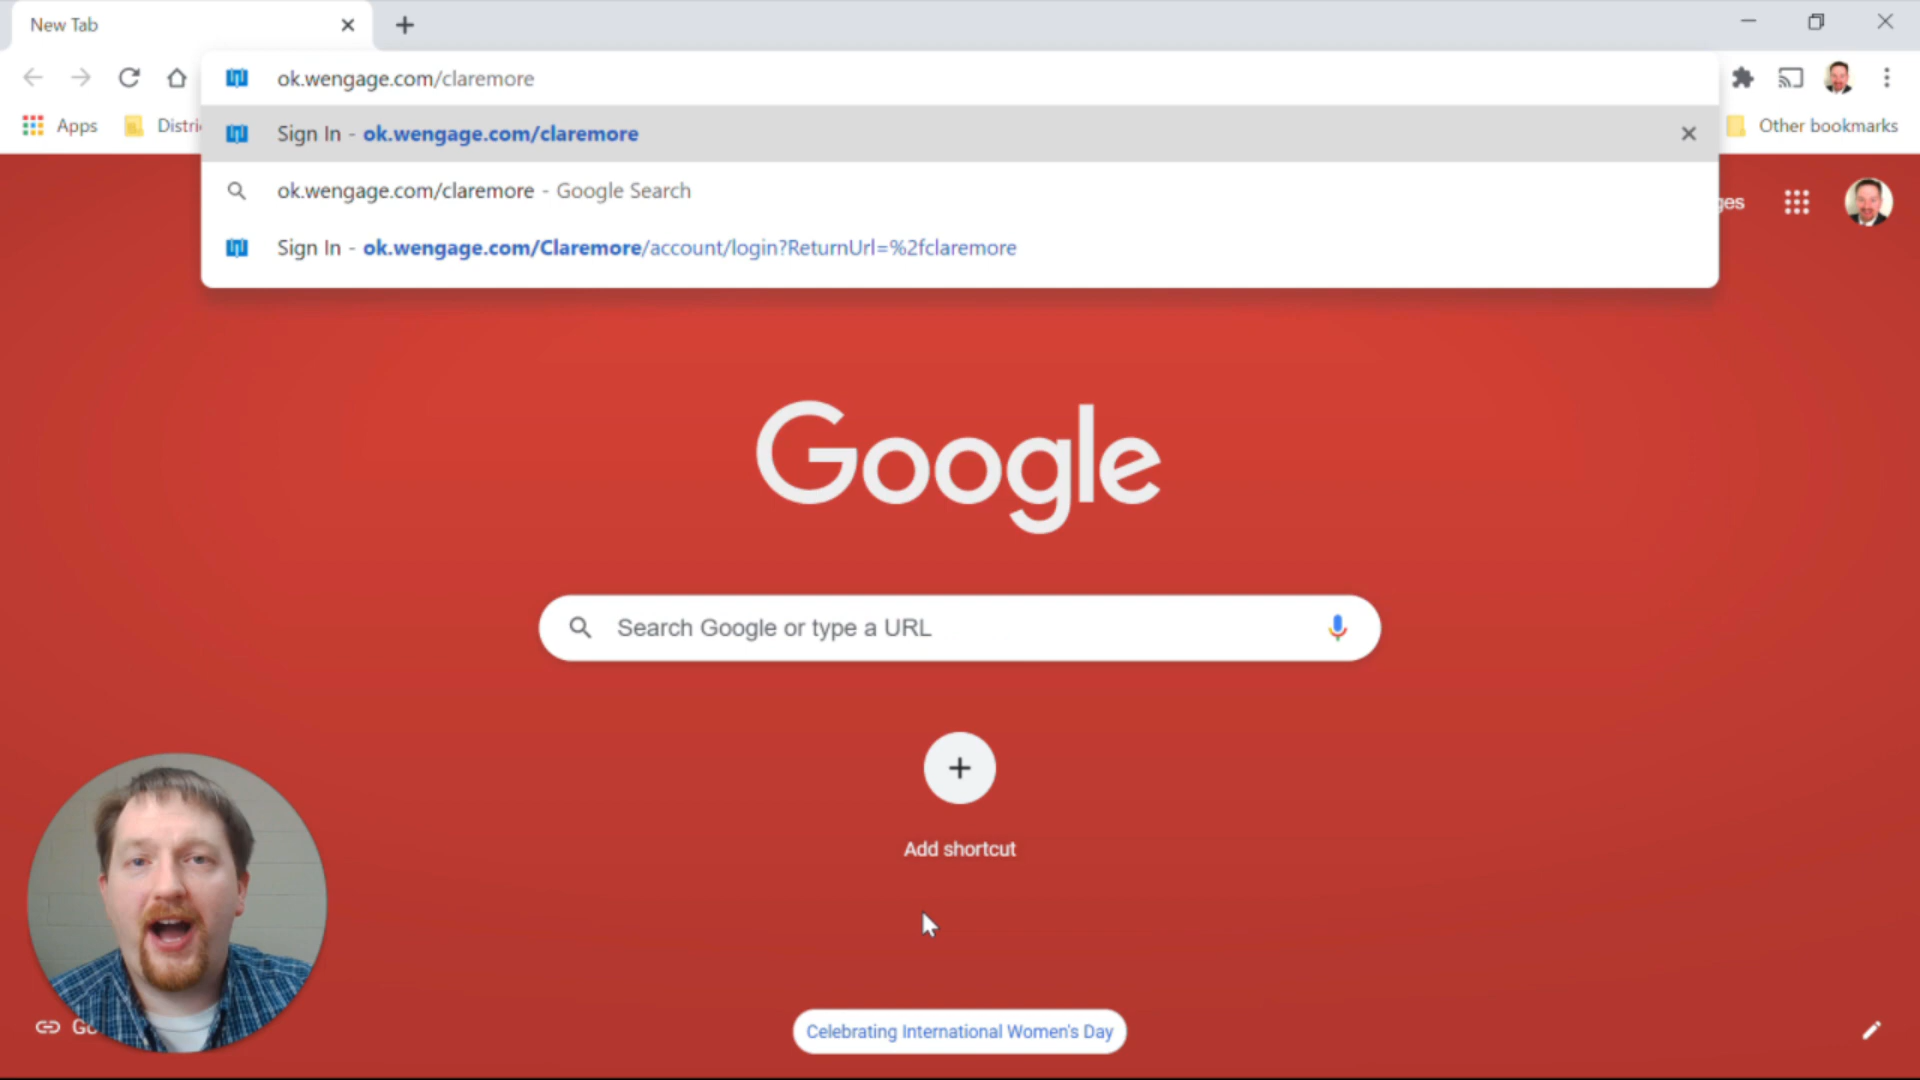 New Tab
ok.wengage.com/claremore
Apps
Distri
Sign In - ok.wengage.com/claremore
Other bookmarks
ok.wengage.com/claremore - Google Search
ges
Sign In - ok.wengage.com/Claremore/account/login?ReturnUrl=%2fclaremore
Google
Search Google or type a URL
Add shortcut
Go
Celebrating International Women's Day